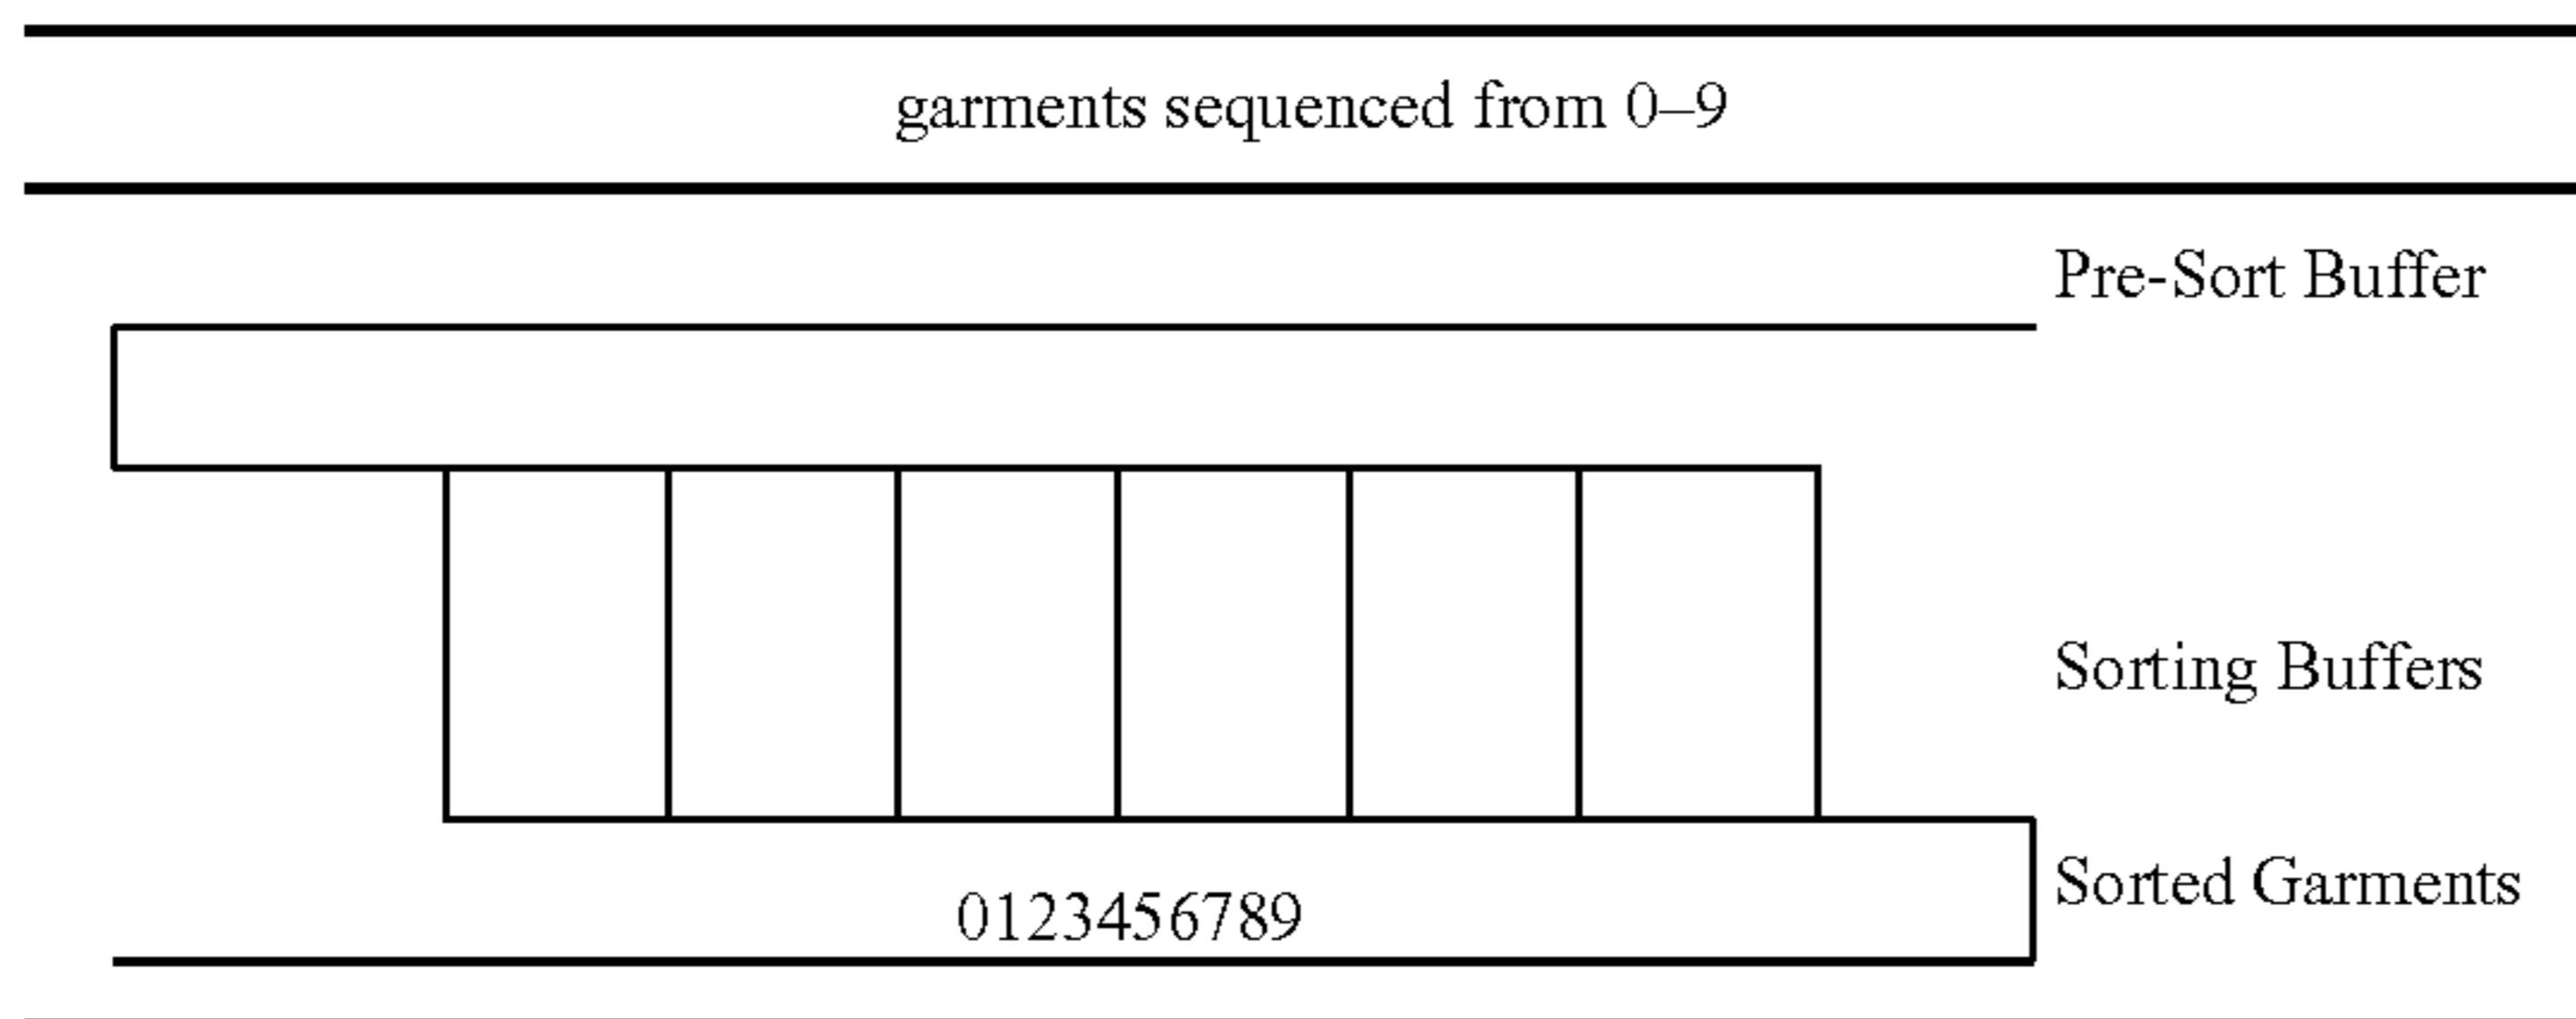 garments sequenced from 0–9
Pre-Sort Buffer
Sorting Buffers
Sorted Garments
0123456789